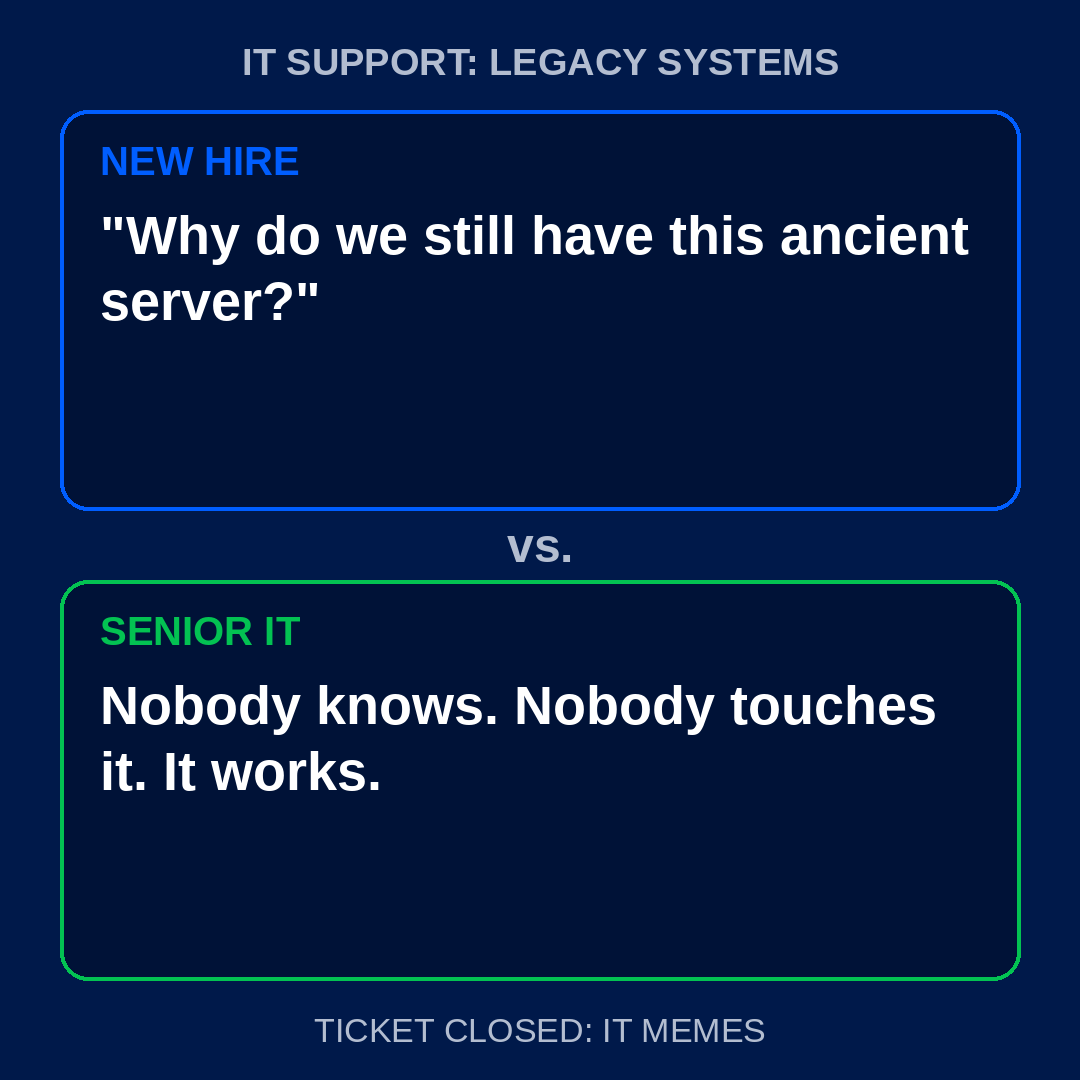 IT SUPPORT: LEGACY SYSTEMS
NEW HIRE
"Why do we still have this ancient
server?"
vs.
SENIOR IT
Nobody knows. Nobody touches
it. It works.
TICKET CLOSED: IT MEMES